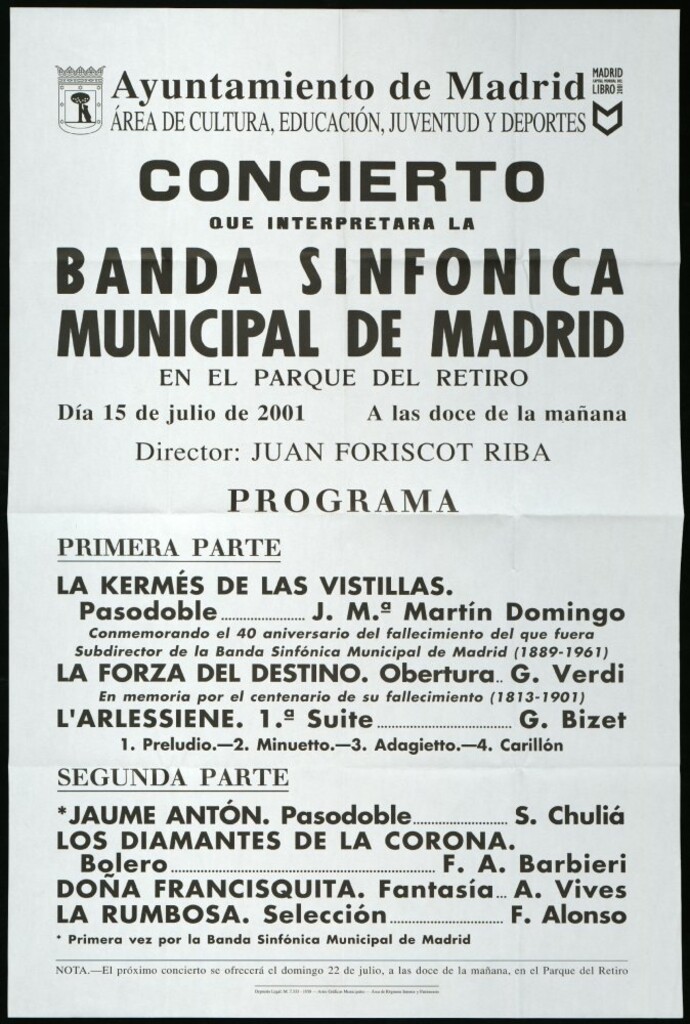 Ayuntamiento de Madrid
ÁREA DE CULTURA, EDUCACIÓN, JUVENTUD Y DEPORTES
MADRID
CAPITAL MUNDIAL DEL
LIBRO 2001
CONCIERTO
QUE INTERPRETARA LA
BANDA SINFONICA
MUNICIPAL DE MADRID
EN EL PARQUE DEL RETIRO
Día 15 de julio de 2001 A las doce de la mañana
Director: JUAN FORISCOT RIBA
PROGRAMA
PRIMERA PARTE
LA KERMÉS DE LAS VISTILLAS.
Pasodoble ........................ J. M.ª Martín Domingo
Conmemorando el 40 aniversario del fallecimiento del que fuera
Subdirector de la Banda Sinfónica Municipal de Madrid (1889-1961)
LA FORZA DEL DESTINO. Obertura.. G. Verdi
En memoria por el centenario de su fallecimiento (1813-1901)
L'ARLESSIENE. 1.ª Suite ........................ G. Bizet
1. Preludio.—2. Minuetto.—3. Adagietto.—4. Carillón
SEGUNDA PARTE
*JAUME ANTÓN. Pasodoble ........................ S. Chuliá
LOS DIAMANTES DE LA CORONA.
Bolero ........................ F. A. Barbieri
DOÑA FRANCISQUITA. Fantasía... A. Vives
LA RUMBOSA. Selección ........................ F. Alonso
* Primera vez por la Banda Sinfónica Municipal de Madrid
NOTA.—El próximo concierto se ofrecerá el domingo 22 de julio, a las doce de la mañana, en el Parque del Retiro